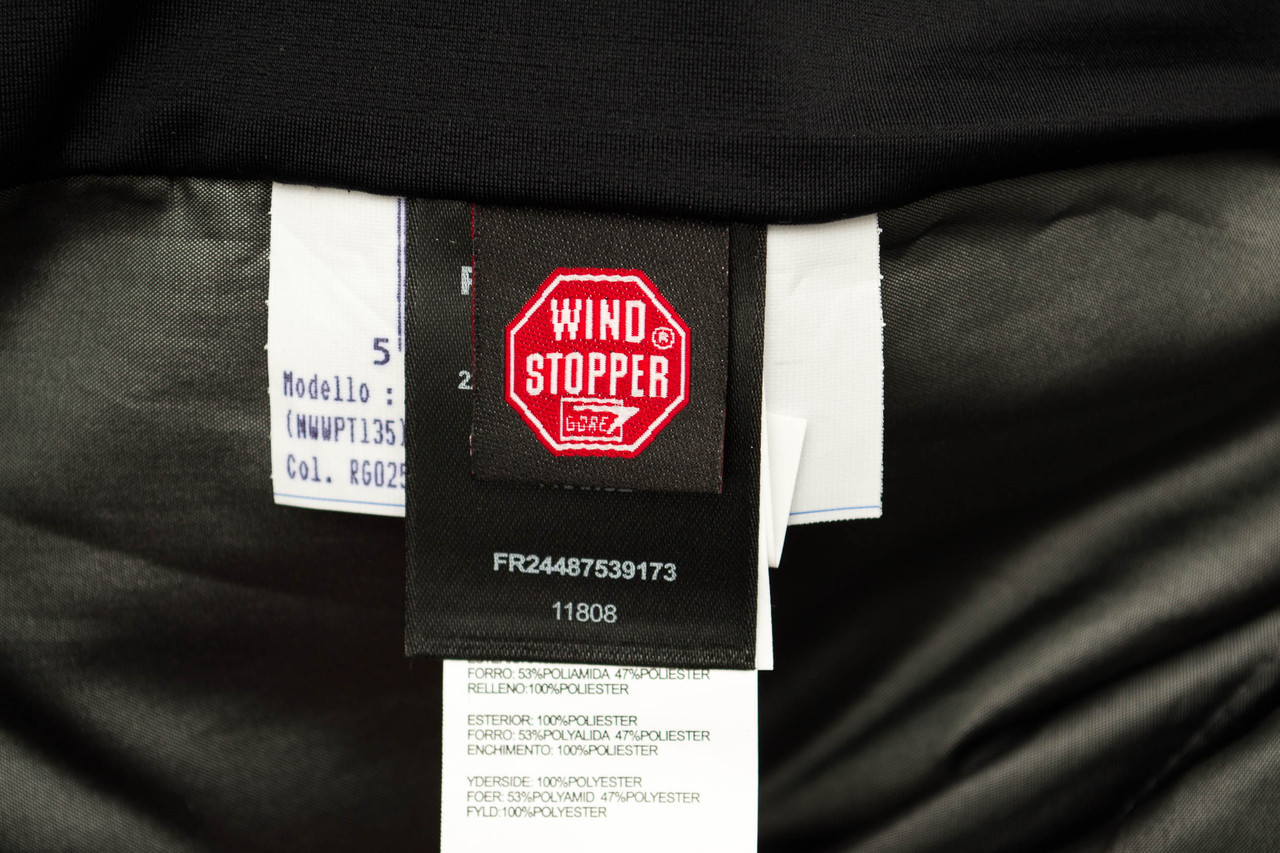 5
Modello :
(MWWPT135)
Col. RG025
WIND
STOPPER®
GORE
FR24487539173
11808
FORRO: 53%POLIAMIDA 47%POLIESTER
RELLENO:100%POLIESTER
ESTERIOR: 100%POLIESTER
FORRO: 53%POLYALIDA 47%POLIESTER
ENCHIMENTO: 100%POLIESTER
YDERSIDE: 100%POLYESTER
FOER: 53%POLYAMID 47%POLYESTER
FYLD:100%POLYESTER